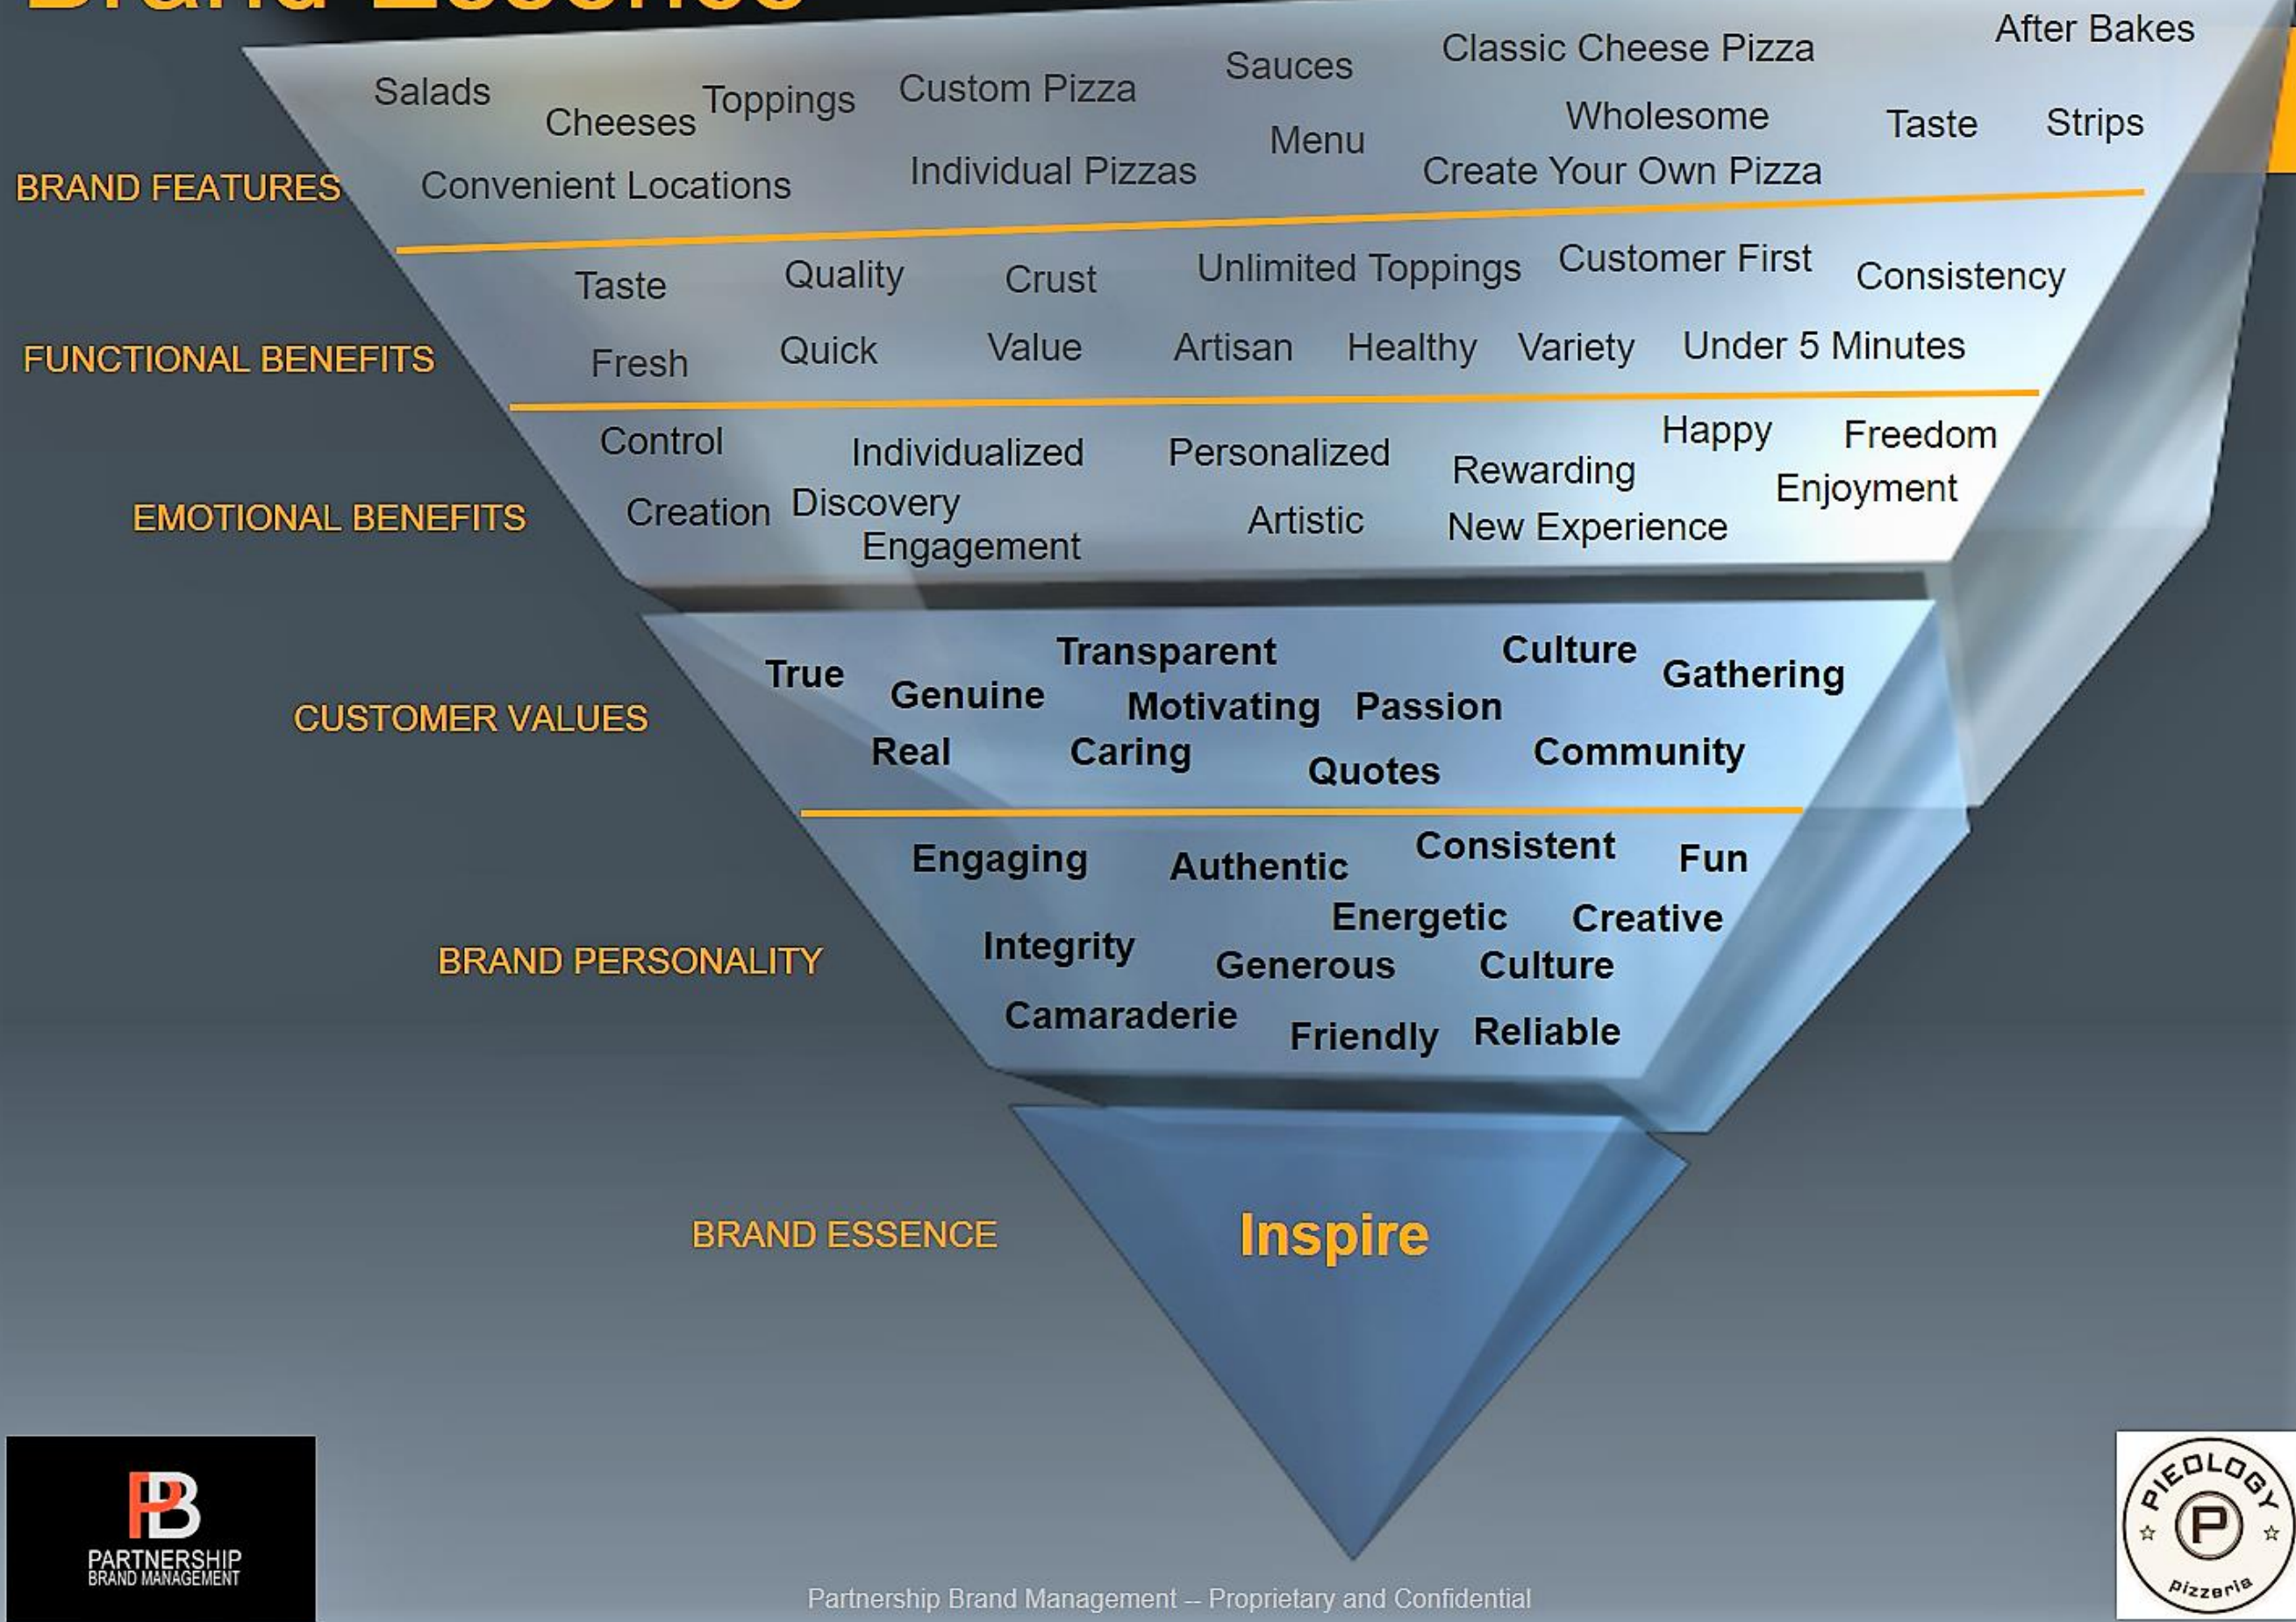 Brand Essence
After Bakes
Classic Cheese Pizza
Sauces
Custom Pizza
Salads
Toppings
Cheeses
Wholesome
Taste
Strips
Menu
Individual Pizzas
Create Your Own Pizza
BRAND FEATURES
Convenient Locations
Taste
Quality
Crust
Unlimited Toppings
Customer First
Consistency
FUNCTIONAL BENEFITS
Fresh
Quick
Value
Artisan
Healthy
Variety
Under 5 Minutes
Control
Individualized
Personalized
Rewarding
Happy
Freedom
Enjoyment
EMOTIONAL BENEFITS
Creation
Discovery
Engagement
Artistic
New Experience
True
Transparent
Culture
Gathering
Genuine
Motivating
Passion
CUSTOMER VALUES
Real
Caring
Quotes
Community
Engaging
Authentic
Consistent
Fun
Energetic
Creative
BRAND PERSONALITY
Integrity
Generous
Culture
Camaraderie
Friendly
Reliable
BRAND ESSENCE
Inspire
PB
PARTNERSHIP
BRAND MANAGEMENT
Partnership Brand Management -- Proprietary and Confidential
PIEOLOGY
P
pizzeria